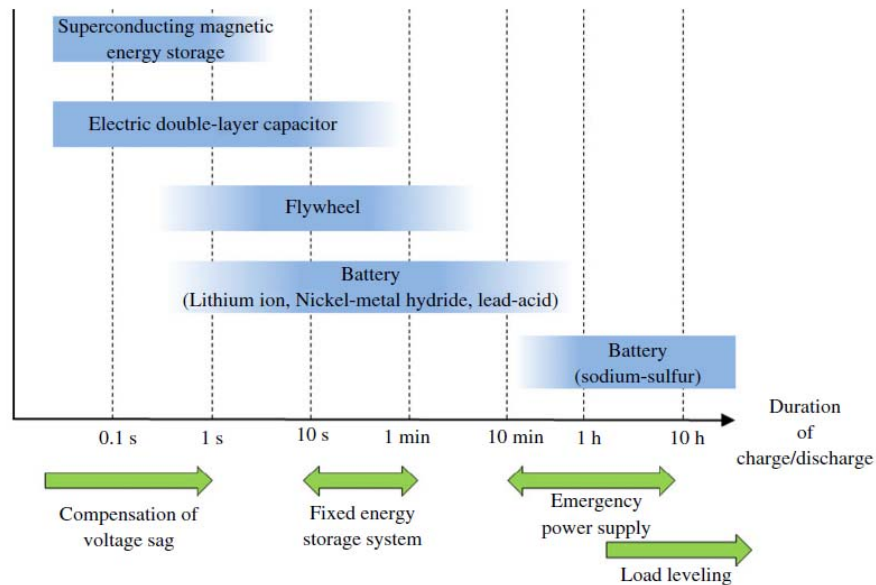 Superconducting magnetic
energy storage
Electric double-layer capacitor
Flywheel
Battery
(Lithium ion, Nickel-metal hydride, lead-acid)
Battery
(sodium-sulfur)
0.1 s
1 s
10 s
1 min
10 min
1 h
10 h
Duration
of
charge/discharge
Compensation of
voltage sag
Fixed energy
storage system
Emergency
power supply
Load leveling